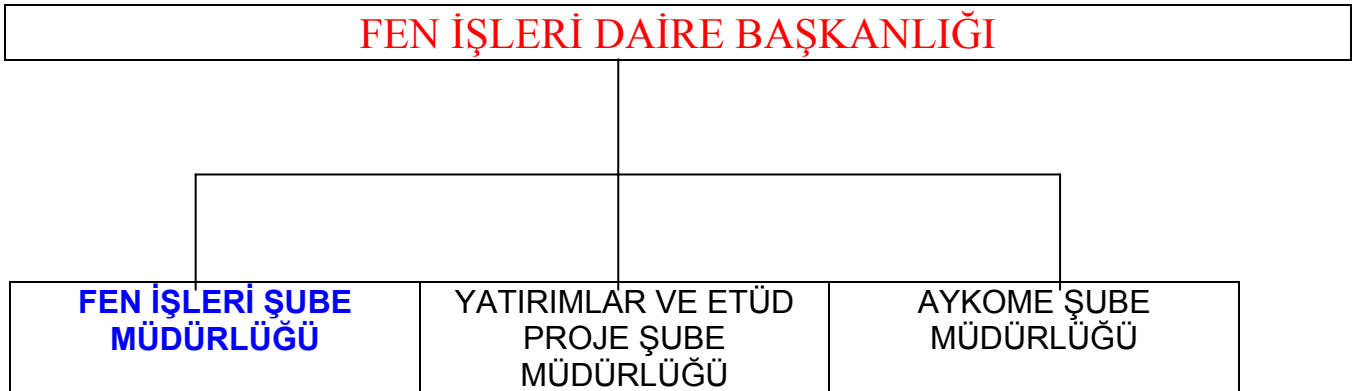 FEN İŞLERİ DAİRE BAŞKANLIĞI
FEN İŞLERİ ŞUBE
MÜDÜRLÜĞÜ
YATIRIMLAR VE ETÜD
PROJE ŞUBE
MÜDÜRLÜĞÜ
AYKOME ŞUBE
MÜDÜRLÜĞÜ